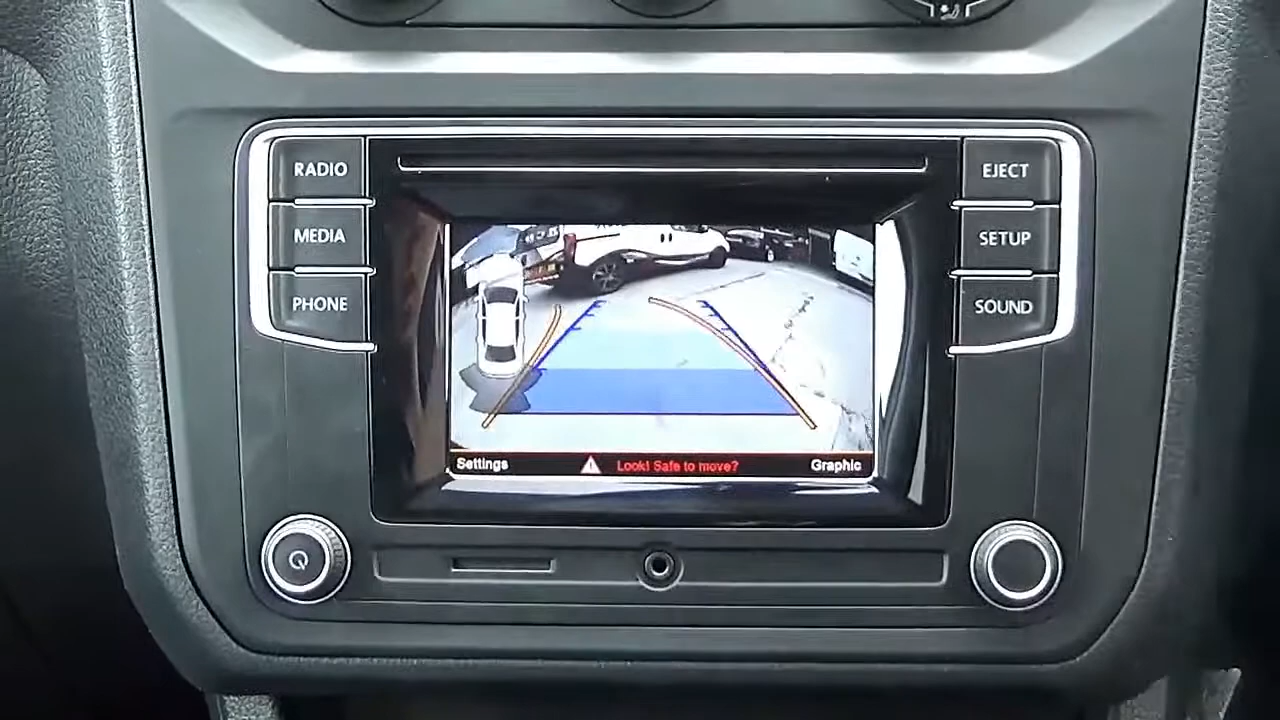 RADIO
MEDIA
PHONE
EJECT
SETUP
SOUND
Settings
Look! Safe to move?
Graphic